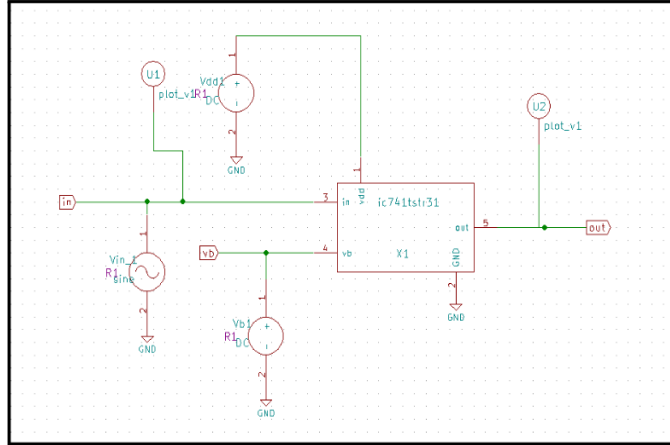 U1
plot_v1
Vdd1
R1
DC
1
+
-
2
GND
U2
plot_v1
in
3
in
1
vdd
ic741tstr31
out
5
out
1
Vin_1
R1
sine
2
GND
vb
4
vb
X1
GND
2
GND
1
Vb1
R1
DC
+
-
2
GND